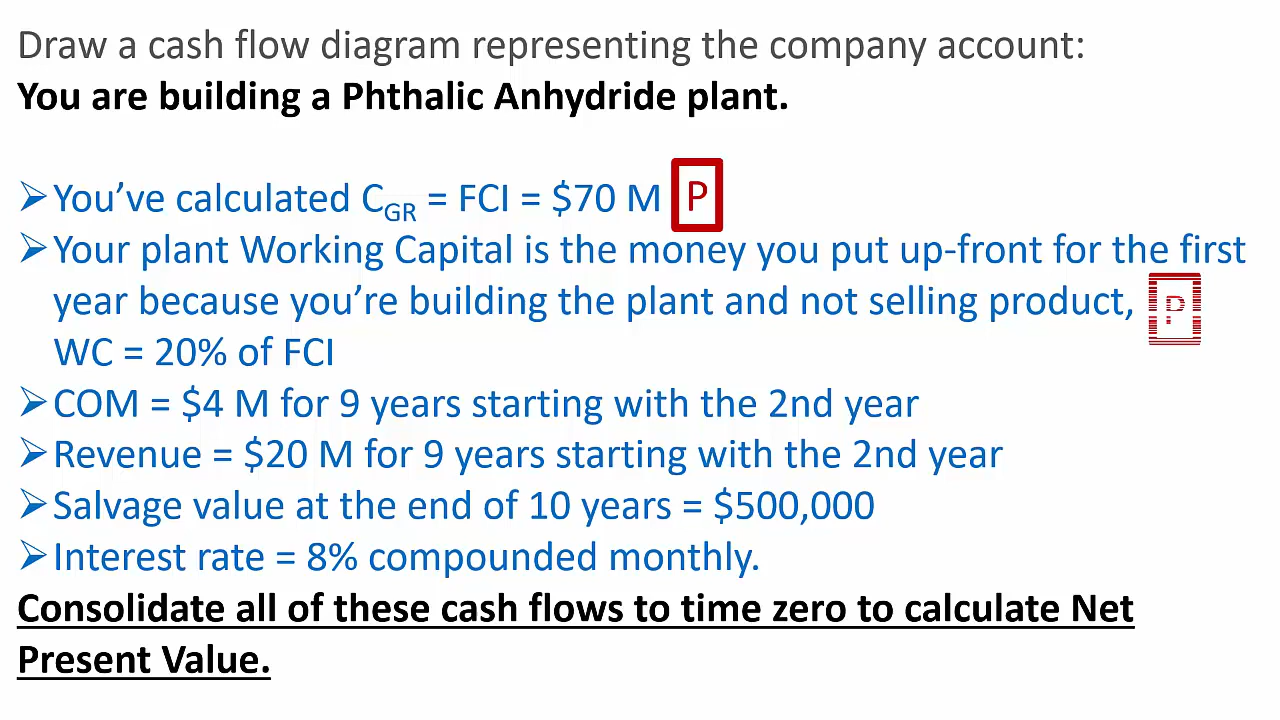 Draw a cash flow diagram representing the company account:
You are building a Phthalic Anhydride plant.
➢You’ve calculated CGR = FCI = $70 M P
➢Your plant Working Capital is the money you put up-front for the first
year because you’re building the plant and not selling product, P
WC = 20% of FCI
➢COM = $4 M for 9 years starting with the 2nd year
➢Revenue = $20 M for 9 years starting with the 2nd year
➢Salvage value at the end of 10 years = $500,000
➢Interest rate = 8% compounded monthly.
Consolidate all of these cash flows to time zero to calculate Net
Present Value.